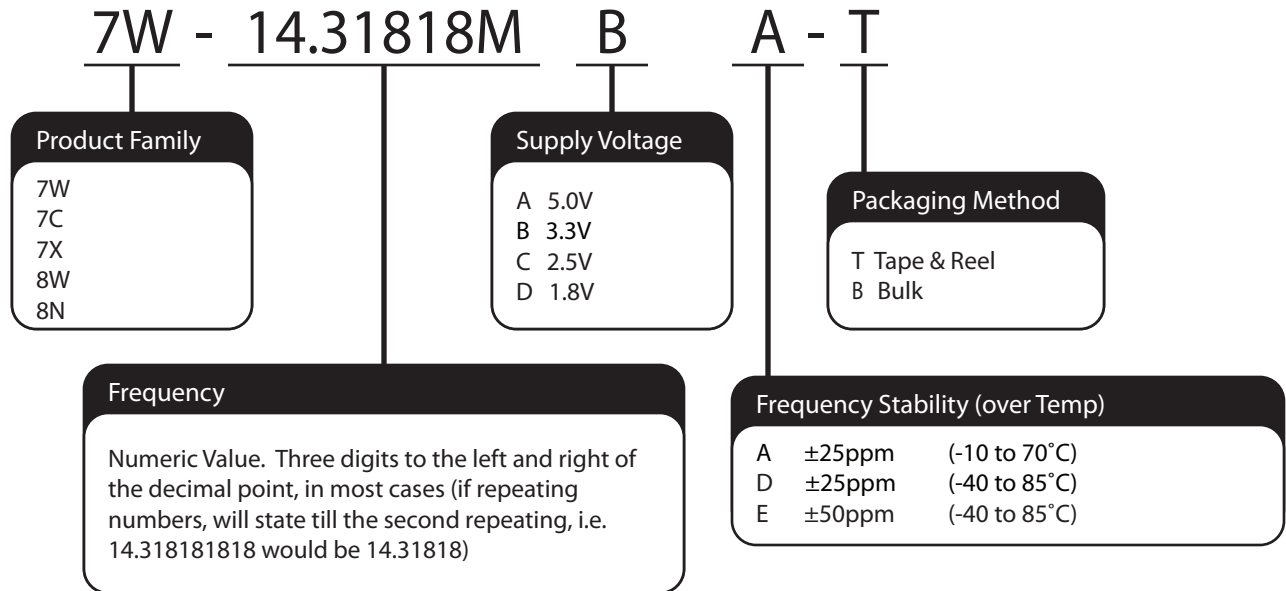 7W - 14.31818M B A - T
Product Family
7W
7C
7X
8W
8N
Supply Voltage
A 5.0V
B 3.3V
C 2.5V
D 1.8V
Packaging Method
T Tape & Reel
B Bulk
Frequency
Numeric Value. Three digits to the left and right of
the decimal point, in most cases (if repeating
numbers, will state till the second repeating, i.e.
14.318181818 would be 14.31818)
Frequency Stability (over Temp)
A ±25ppm (-10 to 70˚C)
D ±25ppm (-40 to 85˚C)
E ±50ppm (-40 to 85˚C)